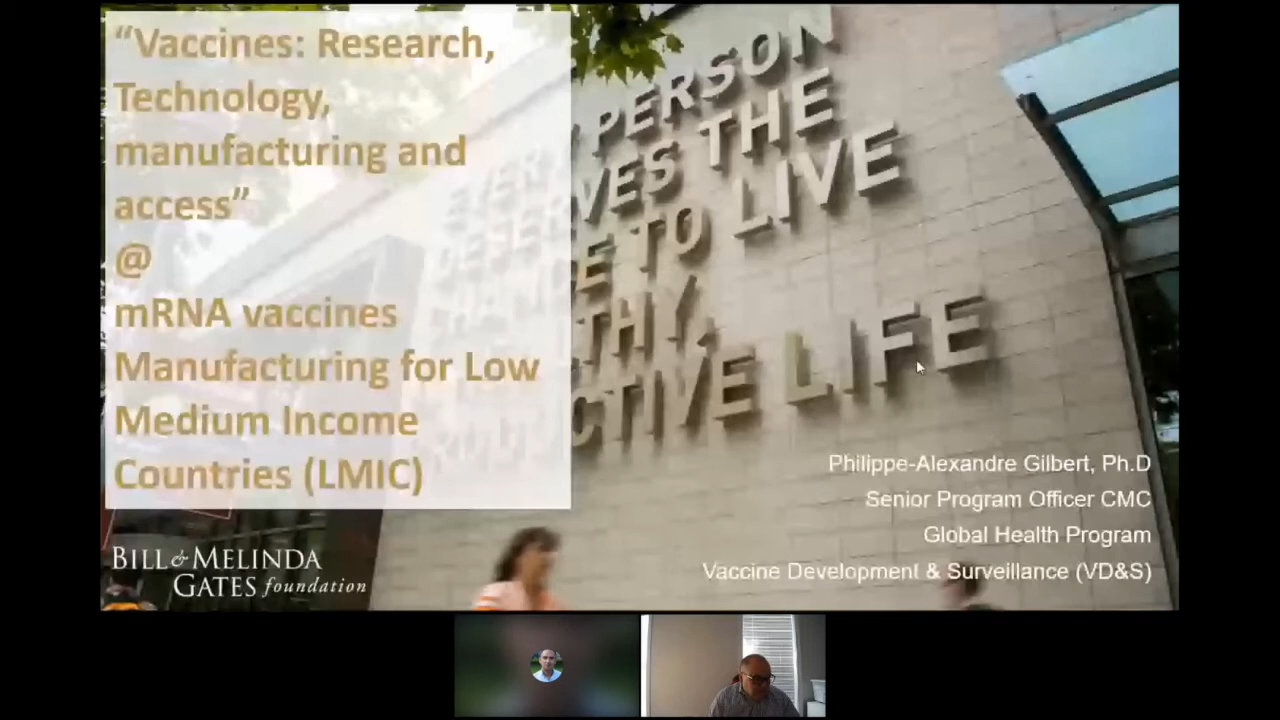 “Vaccines: Research,
Technology,
manufacturing and
access”
@
mRNA vaccines
Manufacturing for Low
Medium Income
Countries (LMIC)
PERSON
THE
TO LIVE
LIFE
Philippe-Alexandre Gilbert, Ph.D
Senior Program Officer CMC
Global Health Program
Vaccine Development & Surveillance (VD&S)
BILL & MELINDA
GATES foundation